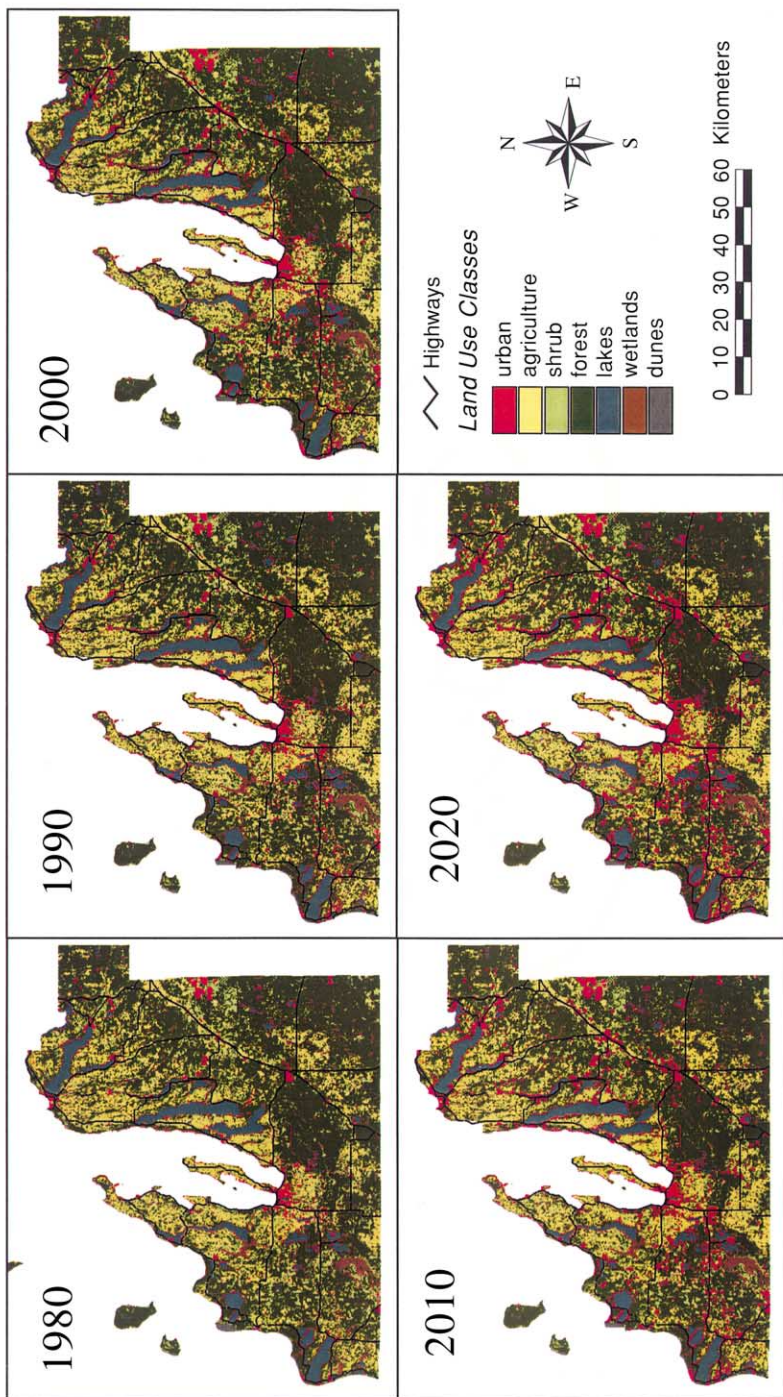 1980
1990
2000
2010
2020
Highways
Land Use Classes
urban
agriculture
shrub
forest
lakes
wetlands
dunes
N
W
E
S
0 10 20 30 40 50 60 Kilometers